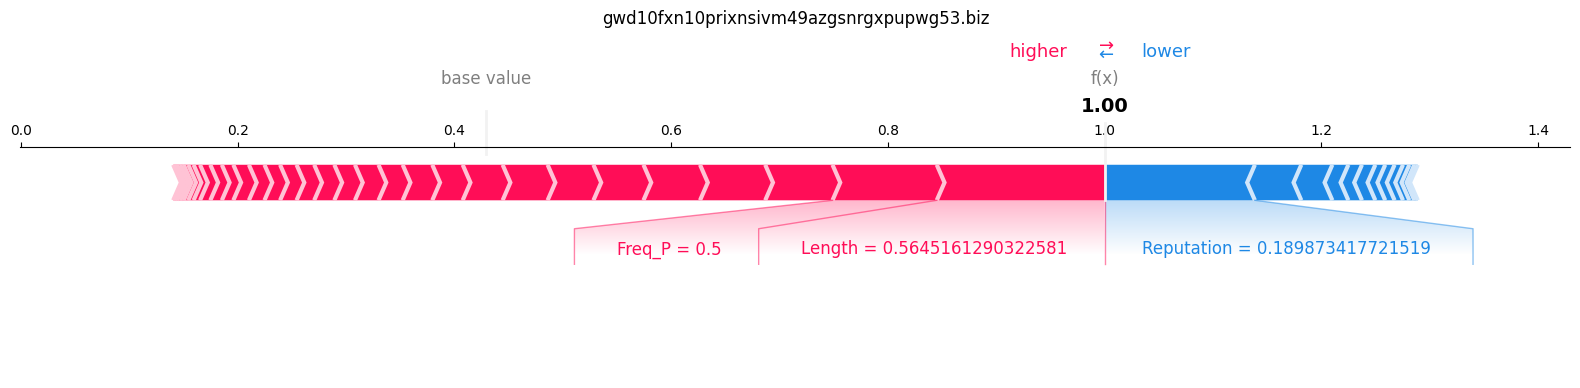 gwd10fxn10prixnsivm49azgsnrgxpupwg53.biz
higher ⇄ lower
base value f(x)
1.00
0.0 0.2 0.4 0.6 0.8 1.0 1.2 1.4
Freq_P = 0.5 Length = 0.5645161290322581 Reputation = 0.189873417721519